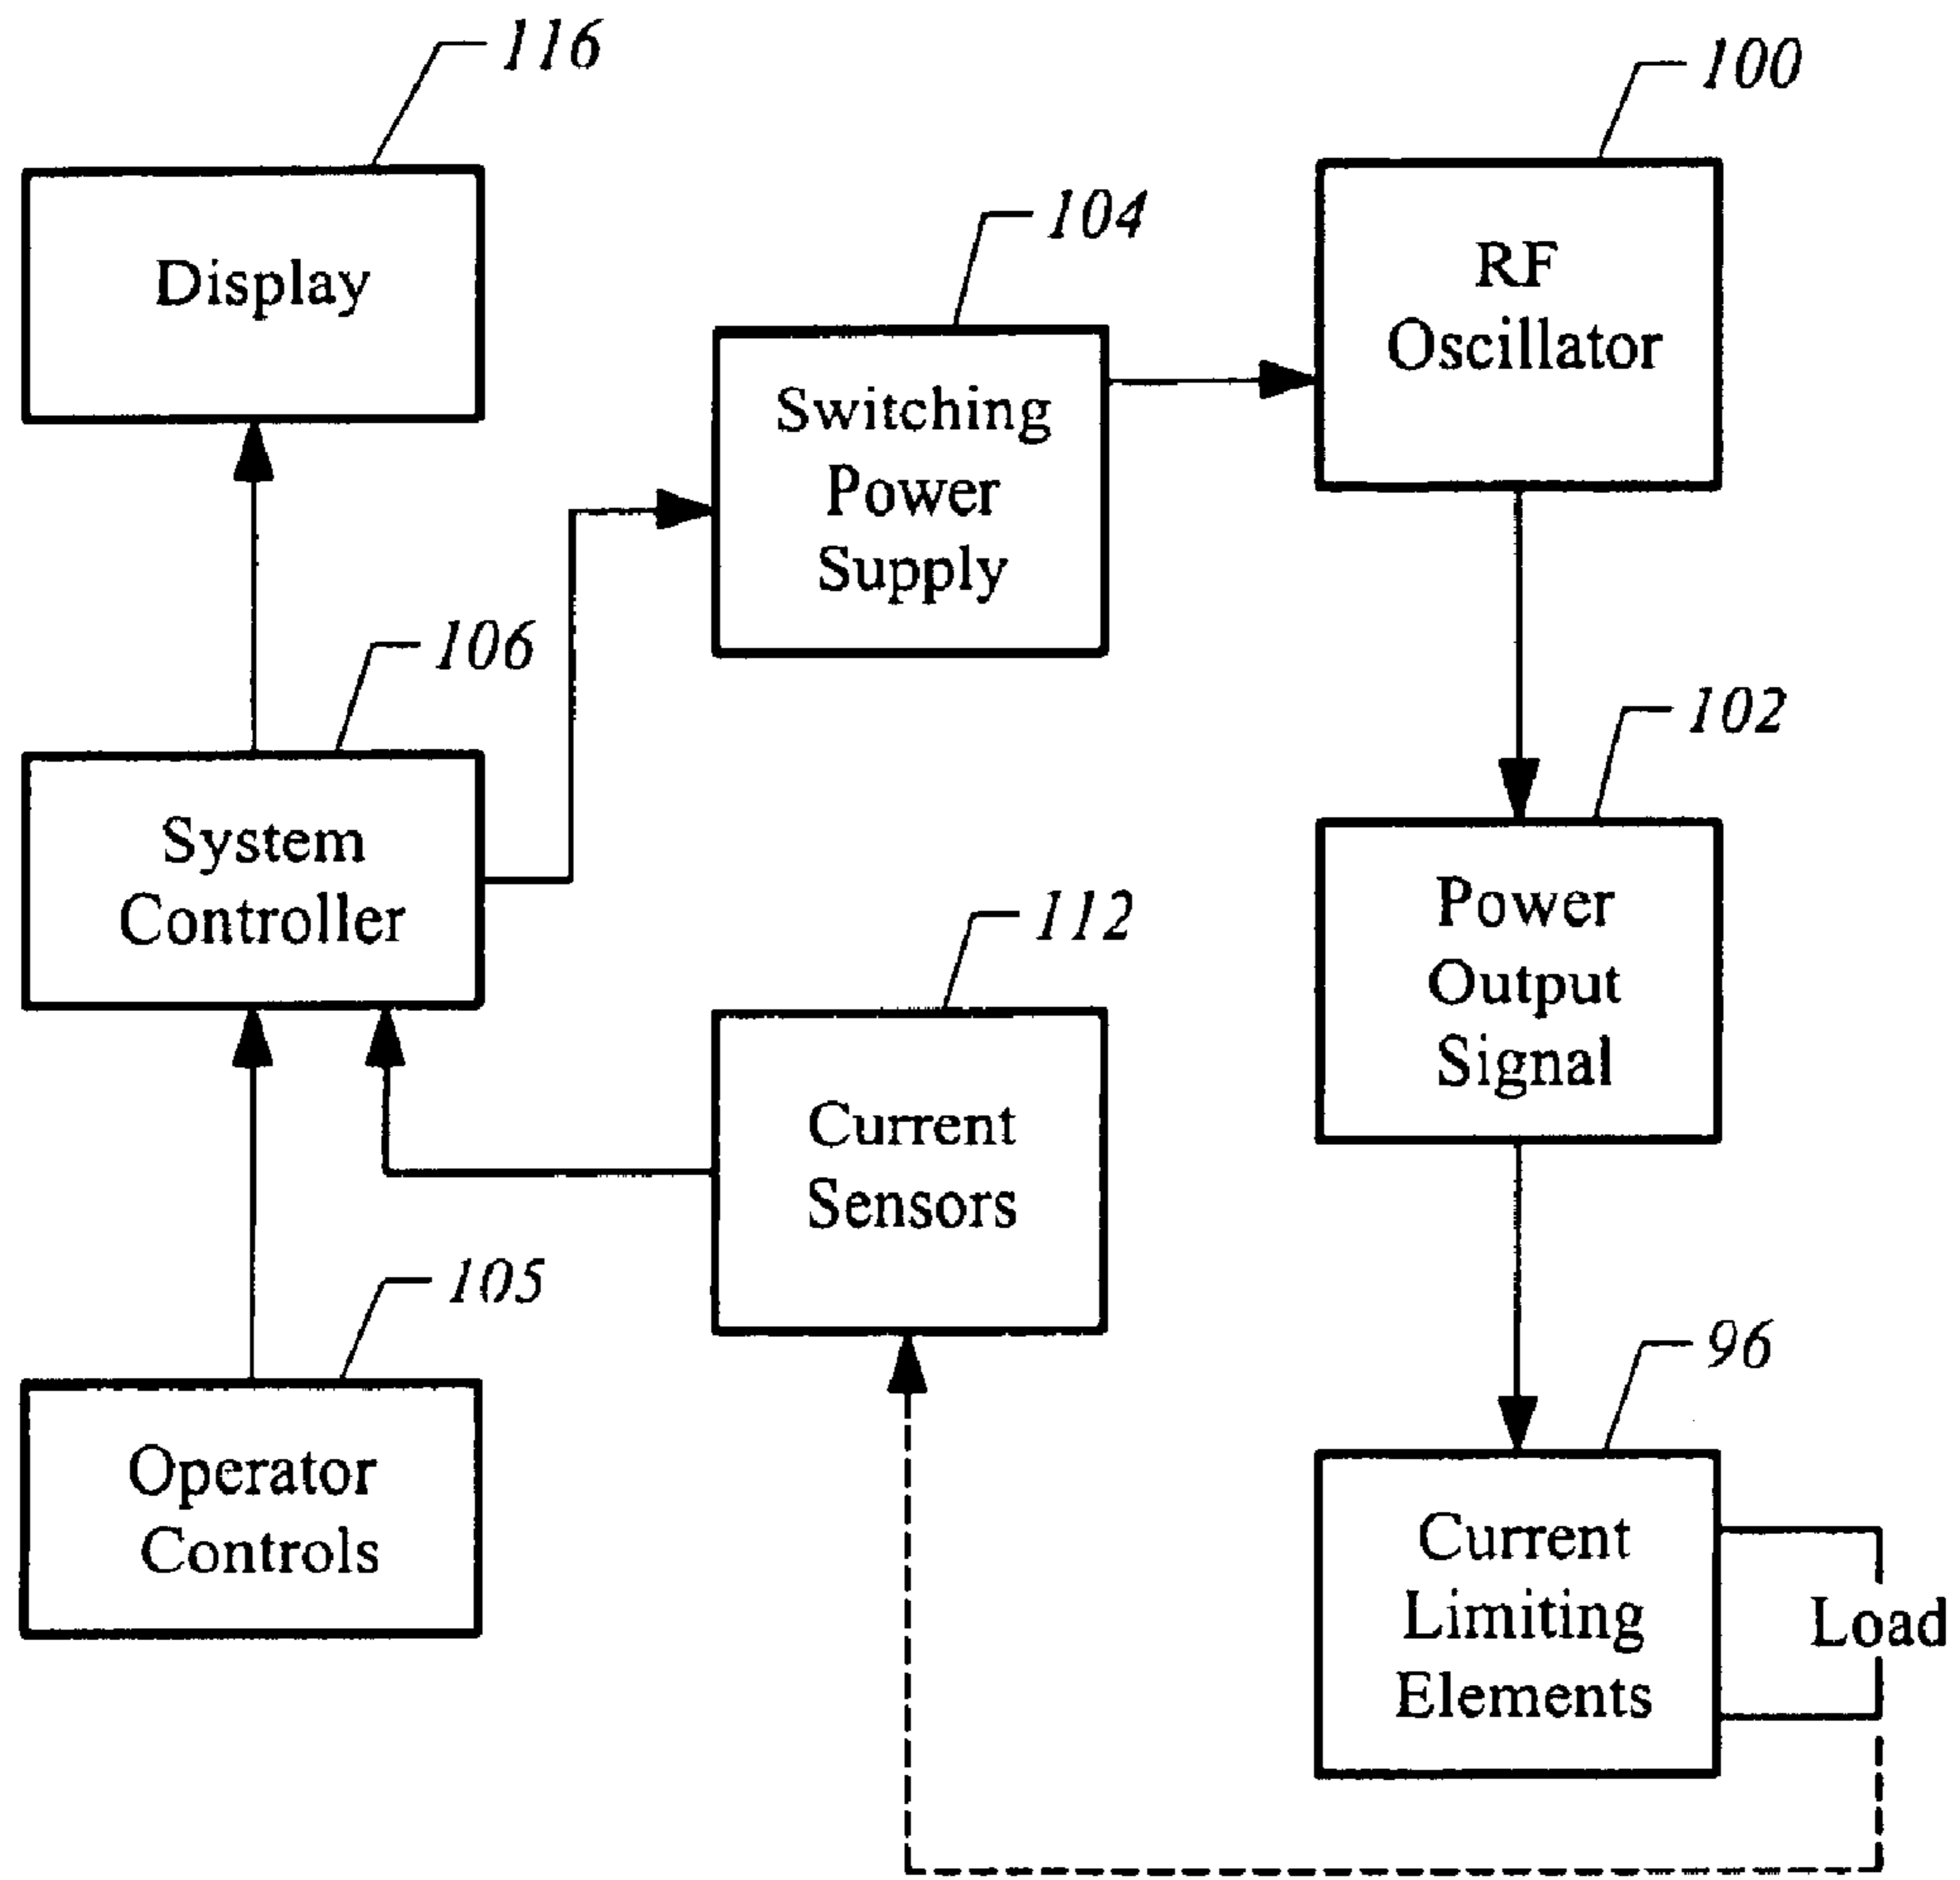 116
Display
104
Switching
Power
Supply
100
RF
Oscillator
106
System
Controller
102
Power
Output
Signal
112
Current
Sensors
105
Operator
Controls
96
Current
Limiting
Elements
Load